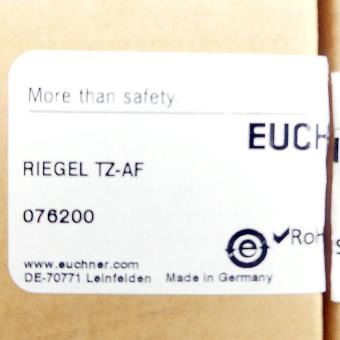 More than safety.
EUCH
RIEGEL TZ-AF
076200
e ✓RoH S
www.euchner.com
DE-70771 Leinfelden Made in Germany